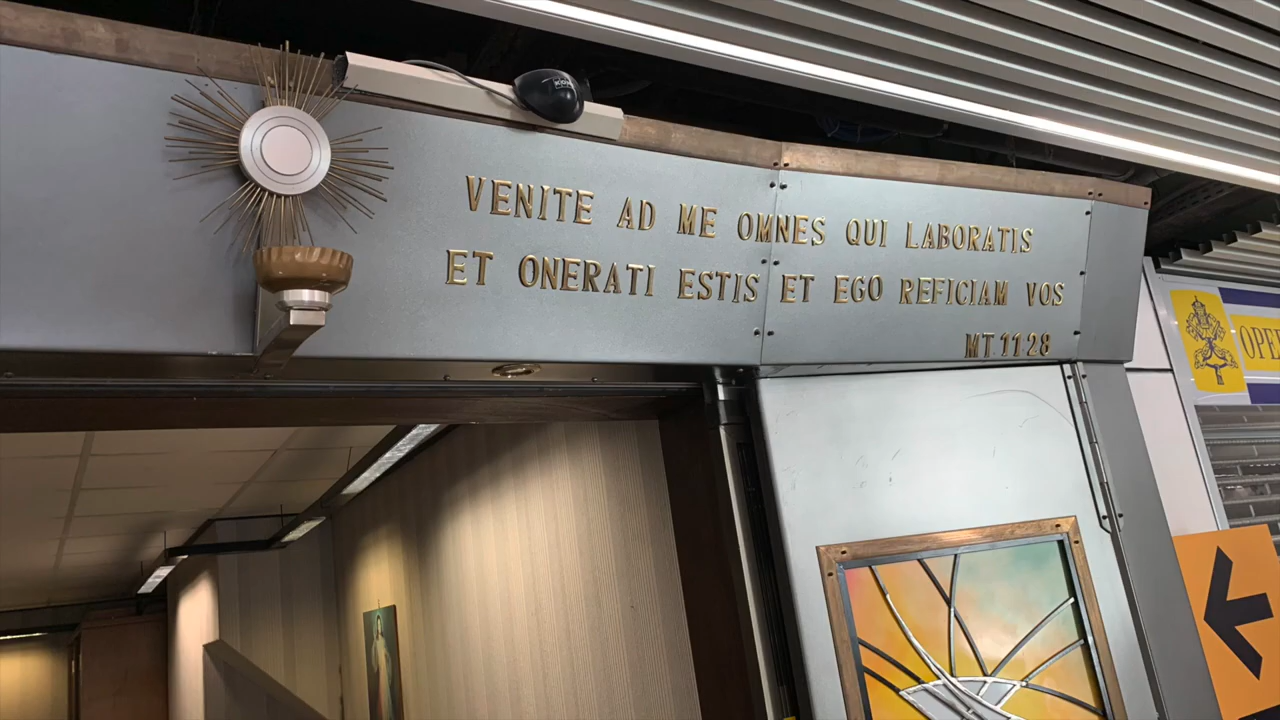 VENITE AD ME OMNES QUI LABORATIS
ET ONERATI ESTIS ET EGO REFICIAM VOS
MT 11 28